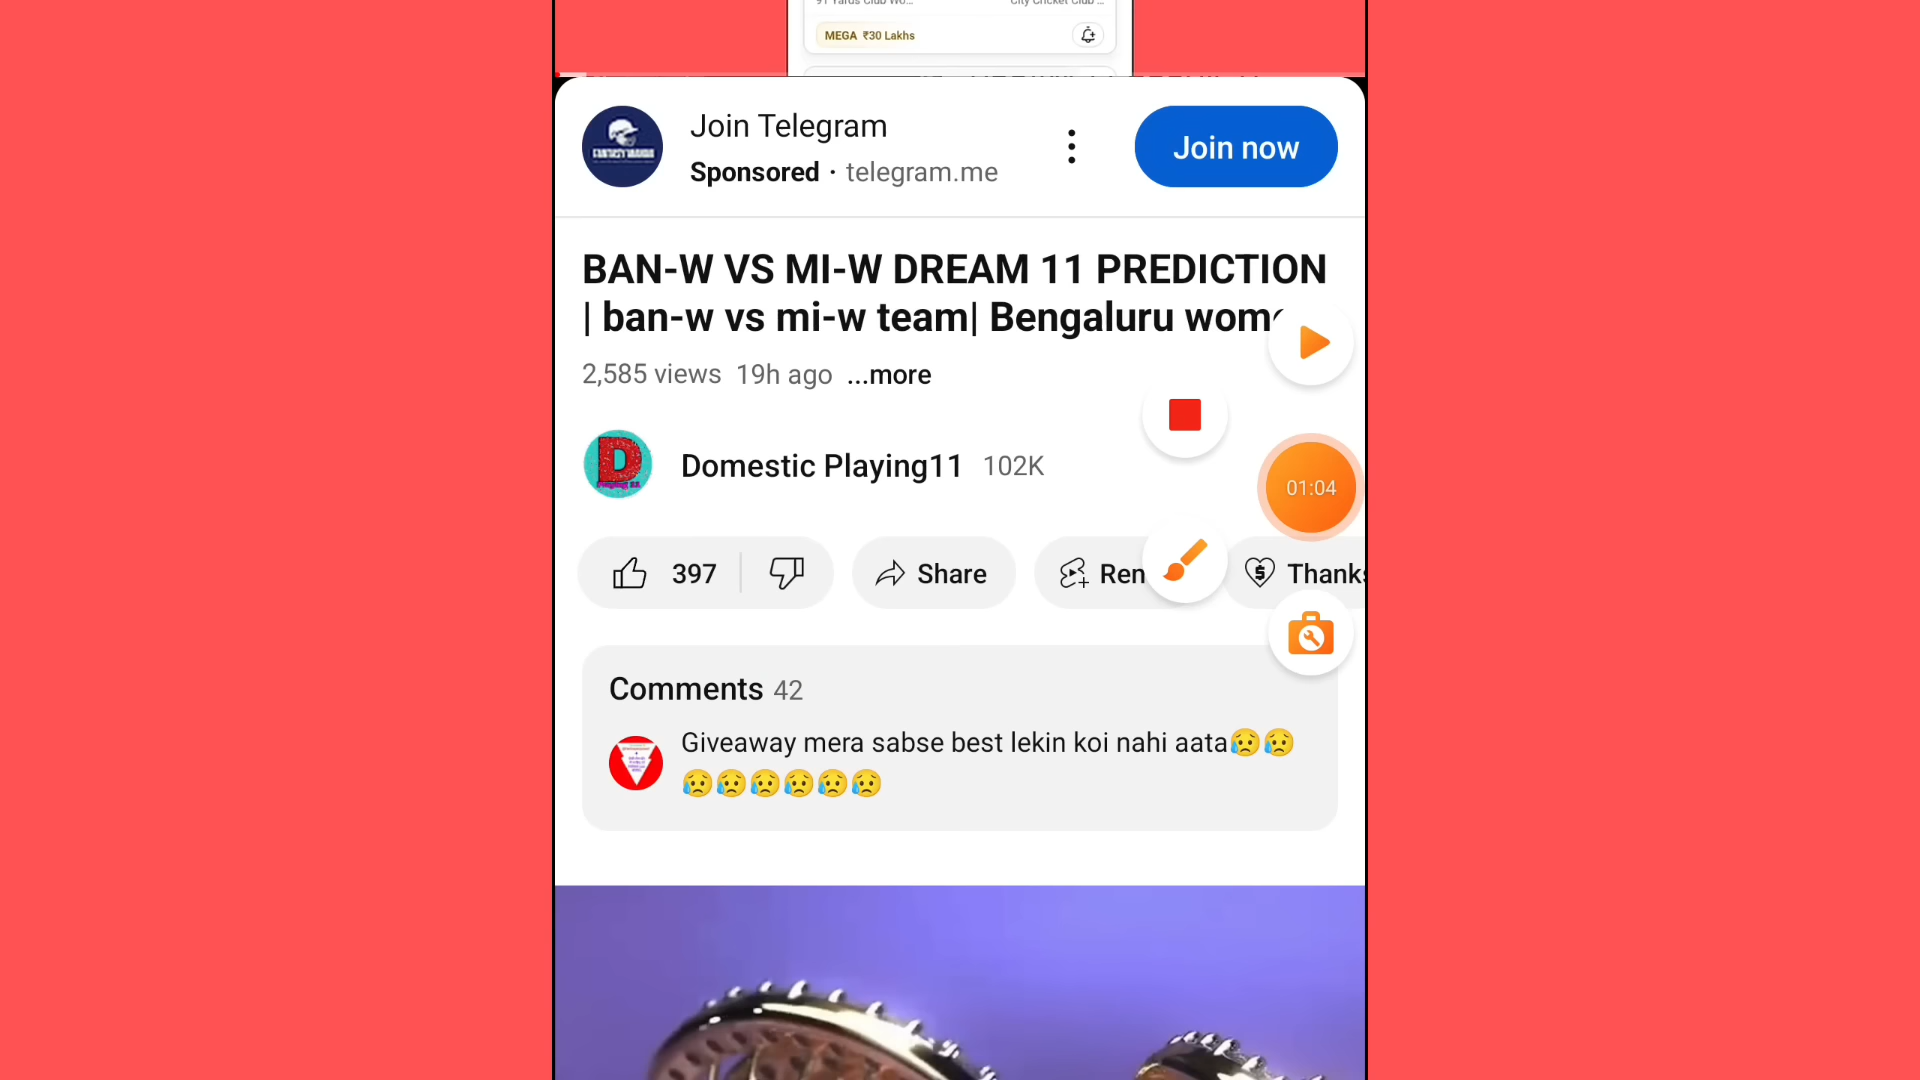 MEGA ₹30 Lakhs
Join Telegram
Sponsored · telegram.me
Join now
BAN-W VS MI-W DREAM 11 PREDICTION
| ban-w vs mi-w team| Bengaluru wom
2,585 views 19h ago ...more
Domestic Playing11 102K
01:04
397
Share
Ren
Thanks
Comments 42
Giveaway mera sabse best lekin koi nahi aata😥😥
😥😥😥😥😥😥